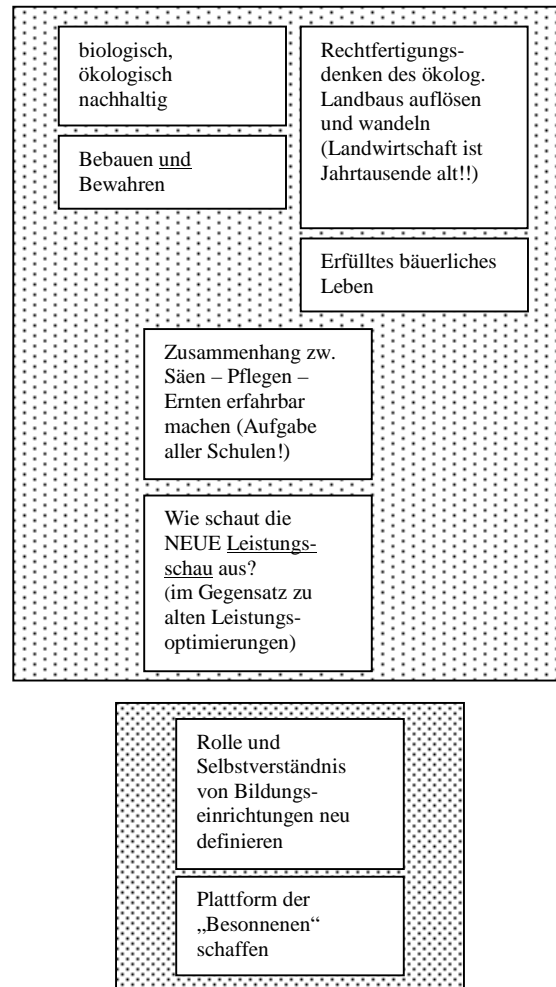 biologisch,
ökologisch
nachhaltig
Bebauen und
Bewahren
Rechtfertigungs-
denken des ökolog.
Landbaus auflösen
und wandeln
(Landwirtschaft ist
Jahrtausende alt!!)
Erfülltes bäuerliches
Leben
Zusammenhang zw.
Säen – Pflegen –
Ernten erfahrbar
machen (Aufgabe
aller Schulen!)
Wie schaut die
NEUE Leistungs-
schau aus?
(im Gegensatz zu
alten Leistungs-
optimierungen)
Rolle und
Selbstverständnis
von Bildungs-
einrichtungen neu
definieren
Plattform der
„Besonnenen“
schaffen